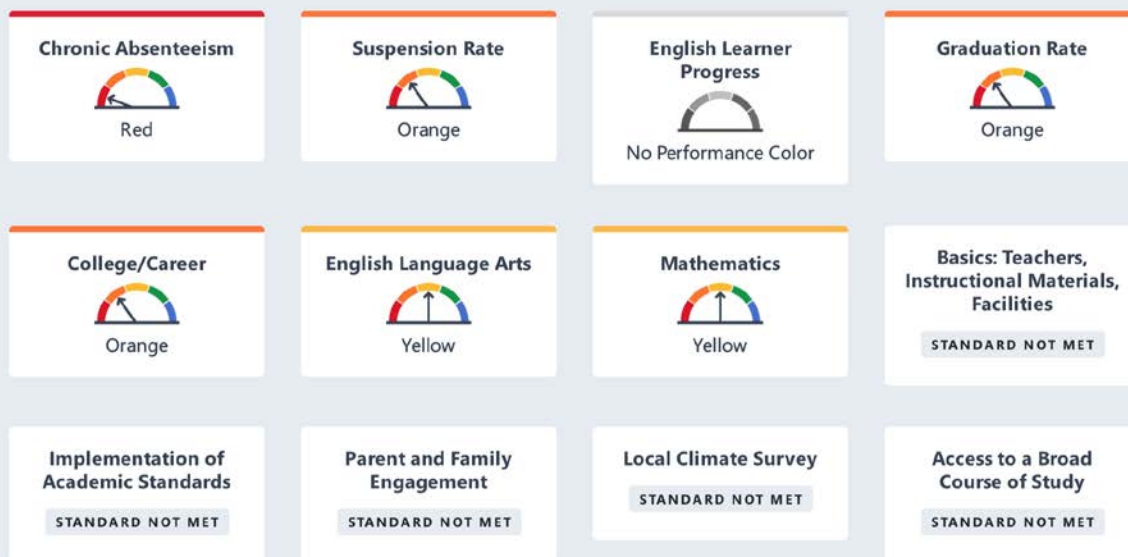 Chronic Absenteeism
Red
Suspension Rate
Orange
English Learner
Progress
No Performance Color
Graduation Rate
Orange
College/Career
Orange
English Language Arts
Yellow
Mathematics
Yellow
Basics: Teachers,
Instructional Materials,
Facilities
STANDARD NOT MET
Implementation of
Academic Standards
STANDARD NOT MET
Parent and Family
Engagement
STANDARD NOT MET
Local Climate Survey
STANDARD NOT MET
Access to a Broad
Course of Study
STANDARD NOT MET